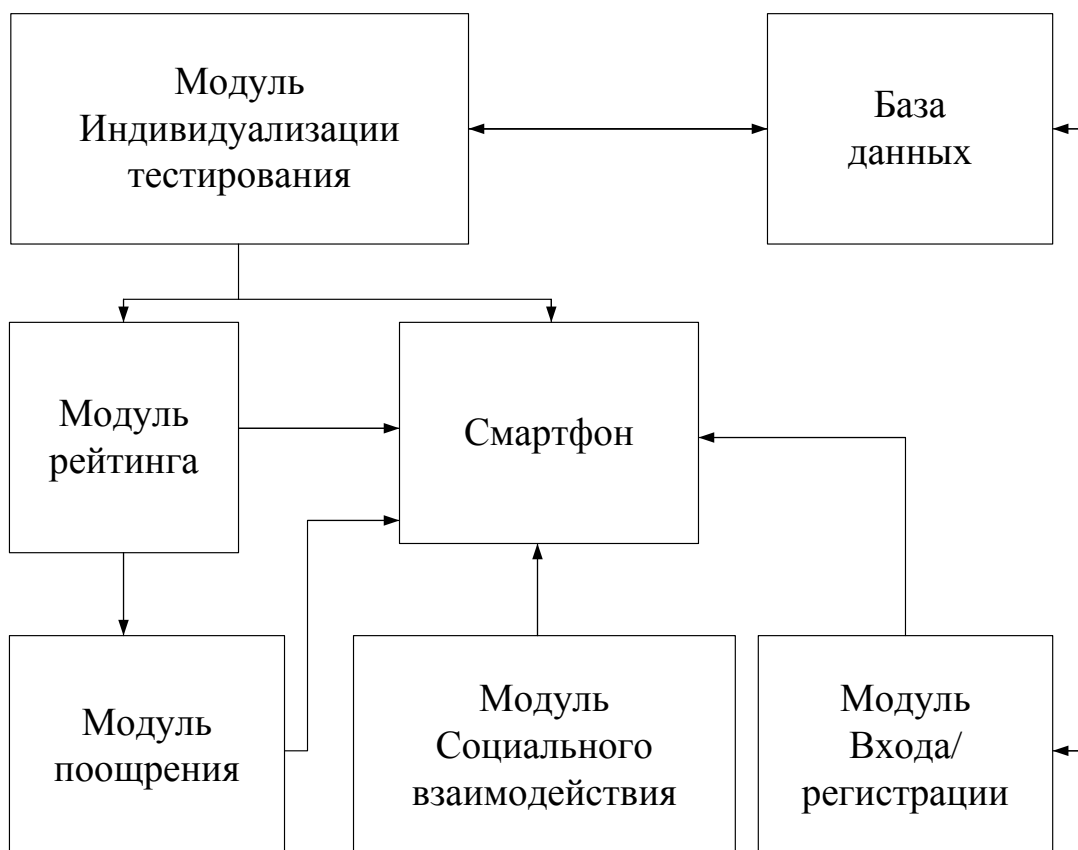 Модуль
Индивидуализации
тестирования
База
данных
Модуль
рейтинга
Смартфон
Модуль
поощрения
Модуль
Социального
взаимодействия
Модуль
Входа/
регистрации